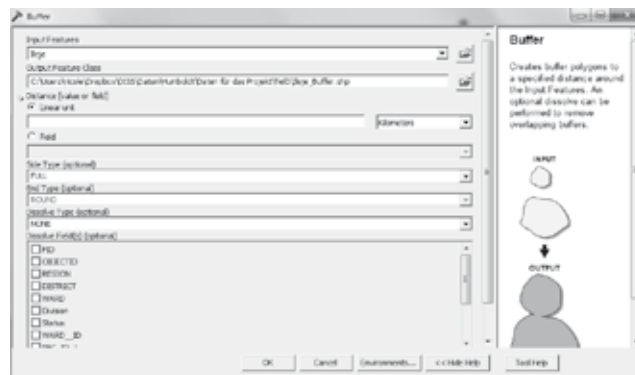 Buffer
Input Features
Ileje
Output Feature Class
Distance [value or field]
Linear unit
Kilometers
Field
Side Type (optional)
FULL
End Type (optional)
ROUND
Dissolve Type (optional)
NONE
Dissolve Field(s) (optional)
FID
OBJECTID
REGION
DISTRICT
WARD
Division
Status
WARD_ID
OK
Cancel
Environments...
<< Hide Help
Buffer
Creates buffer polygons to
a specified distance around
the Input Features. An
optional dissolve can be
performed to remove
overlapping buffers.
INPUT
OUTPUT
Tool Help